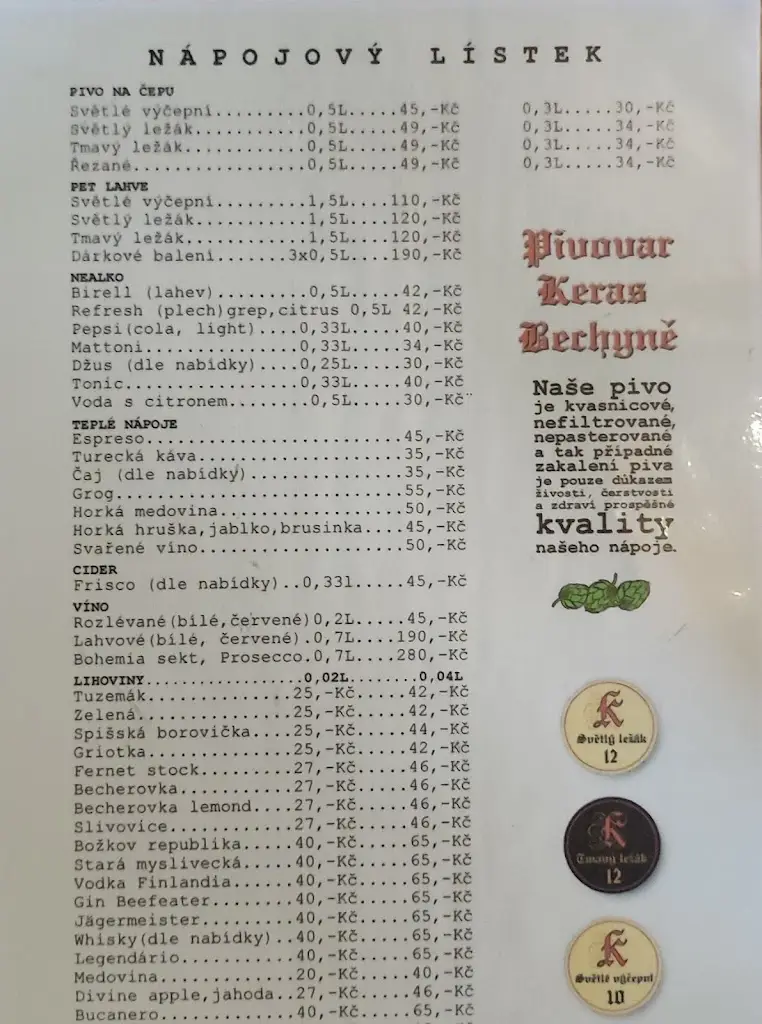 NÁPOJOVÝ LÍSTEK
PIVO NA ČEPU
Světlé výčepní.........0,5L.....45,-Kč 0,3L.....30,-Kč
Světlý ležák...........0,5L.....49,-Kč 0,3L.....34,-Kč
Tmavý ležák............0,5L.....49,-Kč 0,3L.....34,-Kč
Řezané.................0,5L.....49,-Kč 0,3L.....34,-Kč
PET LAHVE
Světlé výčepní.........1,5L....110,-Kč
Světlý ležák...........1,5L....120,-Kč
Tmavý ležák............1,5L....120,-Kč
Dárkové balení.......3x0,5L....190,-Kč
NEALKO
Birell (lahev).........0,5L.....42,-Kč
Refresh (plech)grep,citrus 0,5L 42,-Kč
Pepsi(cola, light)....0,33L.....40,-Kč
Mattoni...............0,33L.....34,-Kč
Džus (dle nabídky)....0,25L.....30,-Kč
Tonic.................0,33L.....40,-Kč
Voda s citronem........0,5L.....30,-Kč
TEPLÉ NÁPOJE
Espreso.........................45,-Kč
Turecká káva....................35,-Kč
Čaj (dle nabídky)...............35,-Kč
Grog............................55,-Kč
Horká medovina..................50,-Kč
Horká hruška,jablko,brusinka....45,-Kč
Svařené víno....................50,-Kč
CIDER
Frisco (dle nabídky)..0,33l.....45,-Kč
VÍNO
Rozlévané(bílé,červené)0,2L.....45,-Kč
Lahvové(bílé, červené).0,7L....190,-Kč
Bohemia sekt, Prosecco.0,7L....280,-Kč
LIHOVINY..................0,02L........0,04L
Tuzemák..............25,-Kč.....42,-Kč
Zelená...............25,-Kč.....42,-Kč
Spišská borovička....25,-Kč.....44,-Kč
Griotka..............25,-Kč.....42,-Kč
Fernet stock.........27,-Kč.....46,-Kč
Becherovka...........27,-Kč.....46,-Kč
Becherovka lemond....27,-Kč.....46,-Kč
Slivovice............27,-Kč.....46,-Kč
Božkov republika.....40,-Kč.....65,-Kč
Stará myslivecká.....40,-Kč.....65,-Kč
Vodka Finlandia......40,-Kč.....65,-Kč
Gin Beefeater........40,-Kč.....65,-Kč
Jägermeister.........40,-Kč.....65,-Kč
Whisky(dle nabídky)..40,-Kč.....65,-Kč
Legendário...........40,-Kč.....65,-Kč
Medovina.............20,-Kč.....40,-Kč
Divine apple,jahoda..27,-Kč.....46,-Kč
Bucanero.............40,-Kč.....65,-Kč
Pivovar
Keras
Bechyně
Naše pivo
je kvasnicové,
nefiltrované,
nepasterované
a tak případné
zakalení piva
je pouze důkazem
živosti, čerstvosti
a zdraví prospěšné
kvality
našeho nápoje.
K
Světlý ležák
12
K
Tmavý ležák
12
K
Světlé výčepní
10